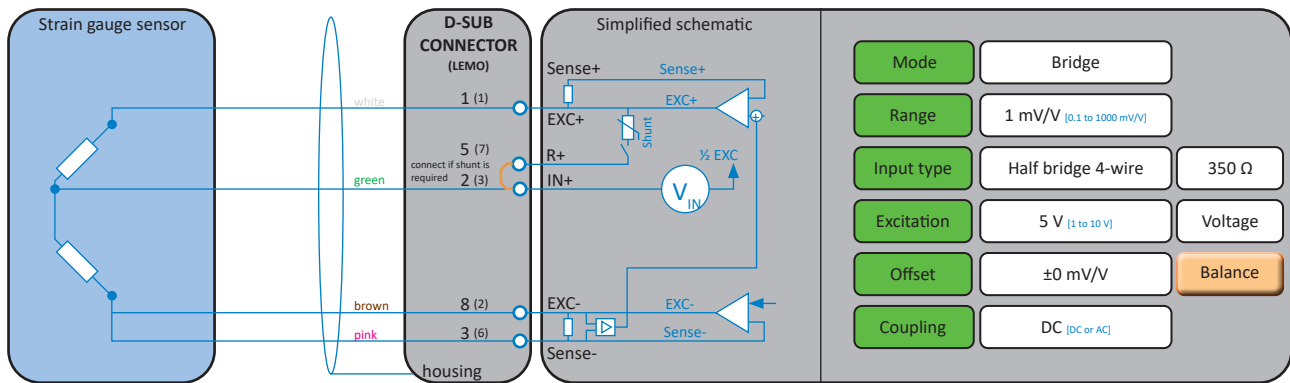 Strain gauge sensor
white
green
brown
pink
D-SUB
CONNECTOR
(LEMO)
1 (1)
5 (7)
connect if shunt is
required
2 (3)
8 (2)
3 (6)
housing
Simplified schematic
Sense+
Sense+
EXC+
EXC+
Shunt
R+
½ EXC
IN+
VIN
EXC-
EXC-
Sense-
Sense-
Mode
Bridge
Range
1 mV/V [0.1 to 1000 mV/V]
Input type
Half bridge 4-wire
350 Ω
Excitation
5 V [1 to 10 V]
Voltage
Offset
±0 mV/V
Balance
Coupling
DC [DC or AC]